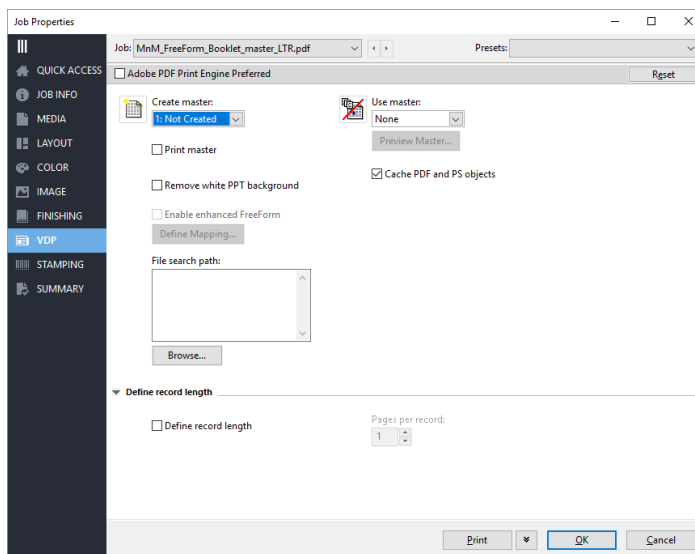 Job Properties
Job: MnM_FreeForm_Booklet_master_LTR.pdf
Presets:
QUICK ACCESS
JOB INFO
MEDIA
LAYOUT
COLOR
IMAGE
FINISHING
VDP
STAMPING
SUMMARY
Adobe PDF Print Engine Preferred
Reset
Create master:
1: Not Created
Use master:
None
Preview Master...
Print master
Cache PDF and PS objects
Remove white PPT background
Enable enhanced FreeForm
Define Mapping...
File search path:
Browse...
Define record length
Define record length
Pages per record:
1
Print
OK
Cancel